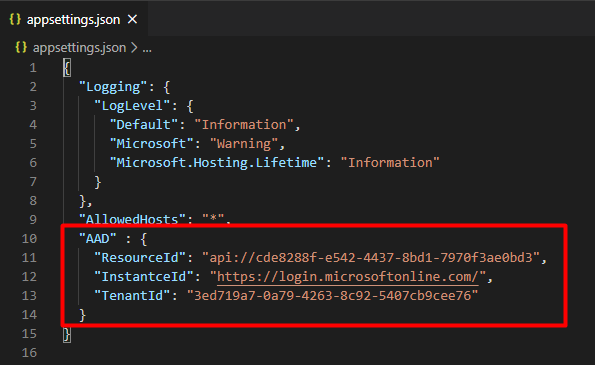 {} appsettings.json ×
{} appsettings.json > ...
1 {
2 "Logging": {
3 "LogLevel": {
4 "Default": "Information",
5 "Microsoft": "Warning",
6 "Microsoft.Hosting.Lifetime": "Information"
7 }
8 },
9 "AllowedHosts": "*",
10 "AAD" : {
11 "ResourceId": "api://cde8288f-e542-4437-8bd1-7970f3ae0bd3",
12 "InstantceId": "https://login.microsoftonline.com/",
13 "TenantId": "3ed719a7-0a79-4263-8c92-5407cb9cee76"
14 }
15 }
16